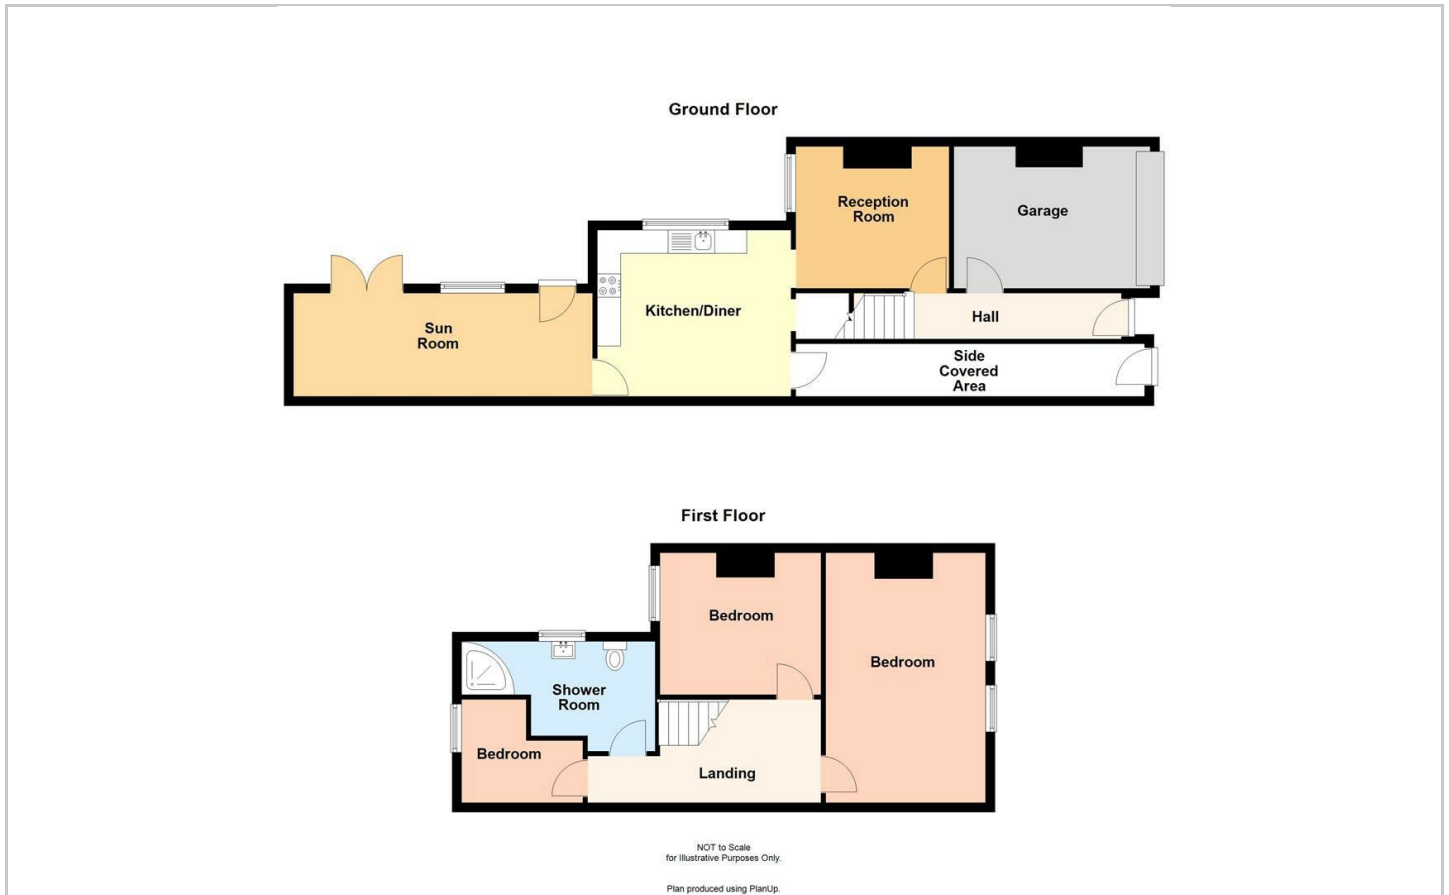 Ground Floor
Reception
Room
Garage
Kitchen/Diner
Sun
Room
Hall
Side
Covered
Area
First Floor
Bedroom
Bedroom
Shower
Room
Bedroom
Landing
NOT to Scale
for Illustrative Purposes Only.
Plan produced using PlanUp.